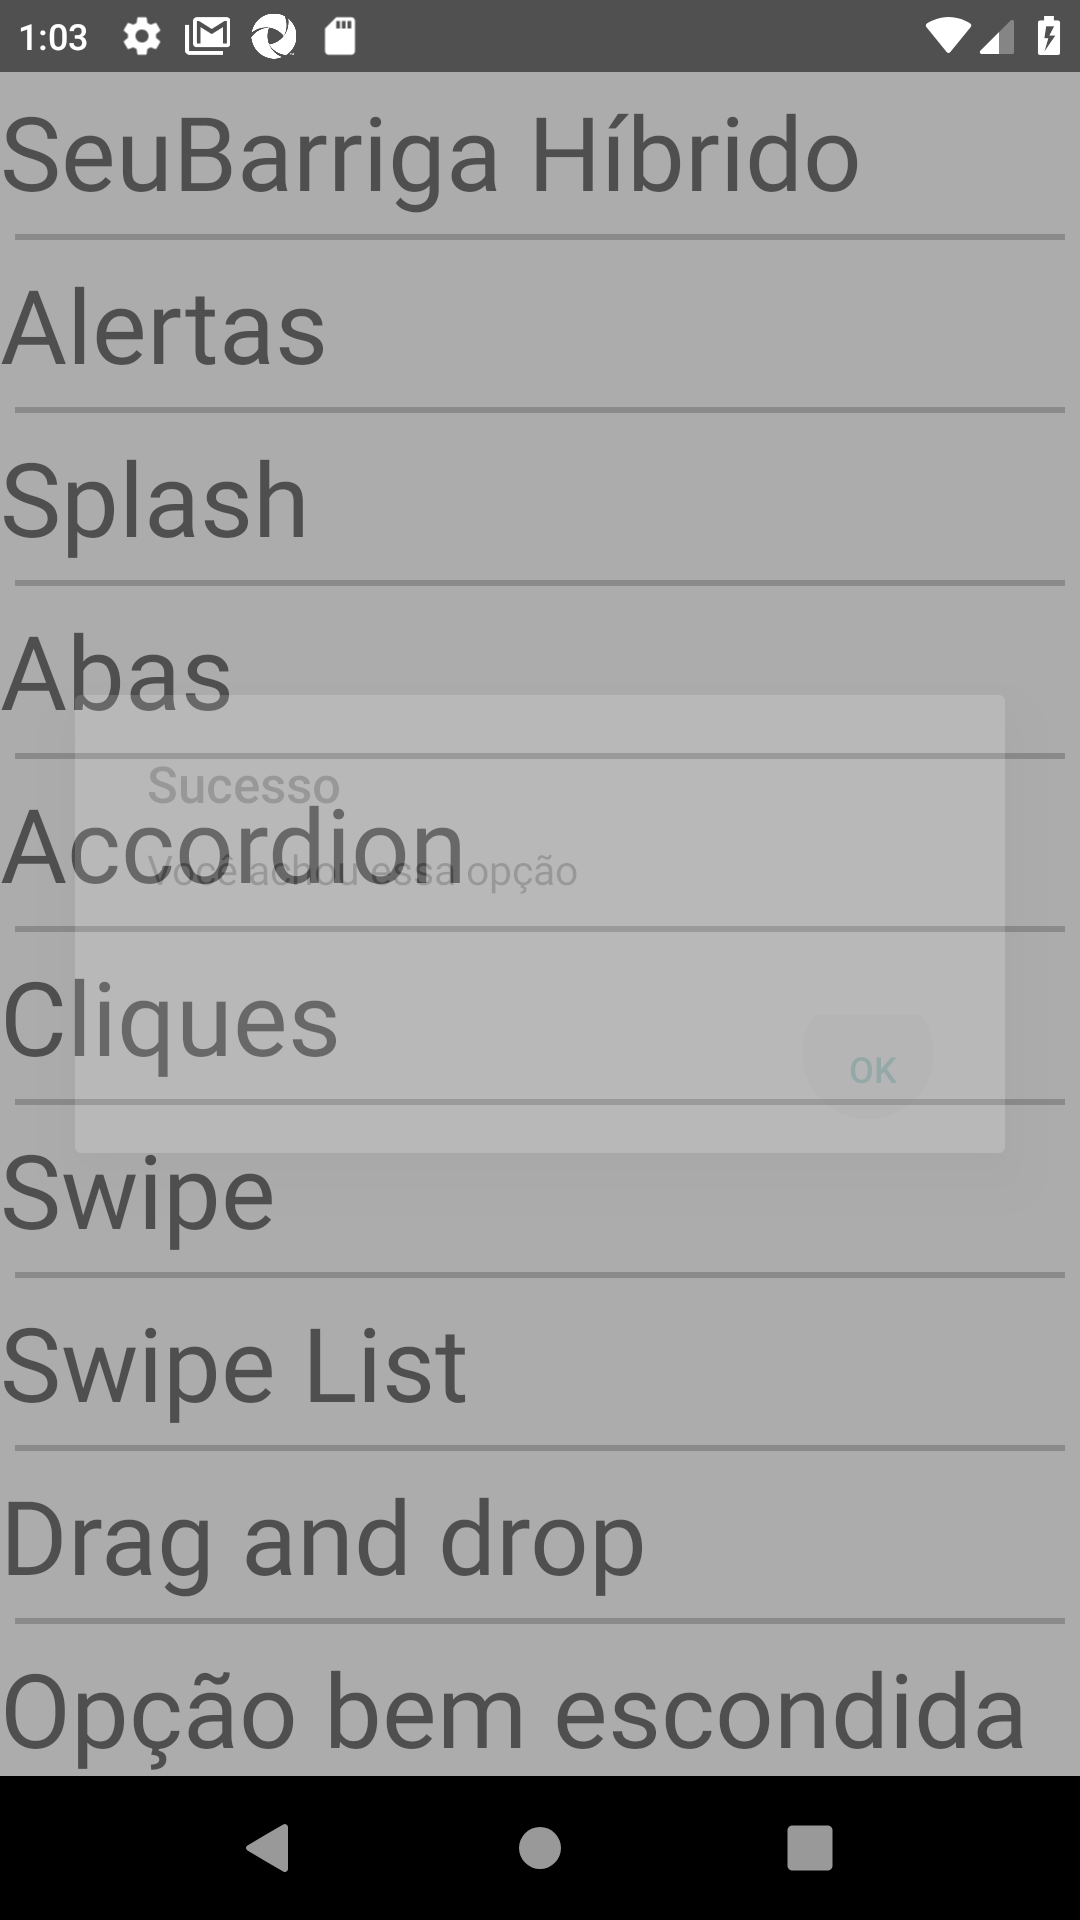 1:03
SeuBarriga Híbrido
Alertas
Splash
Abas
Sucesso
Accordion
Você achou essa opção
Cliques
OK
Swipe
Swipe List
Drag and drop
Opção bem escondida